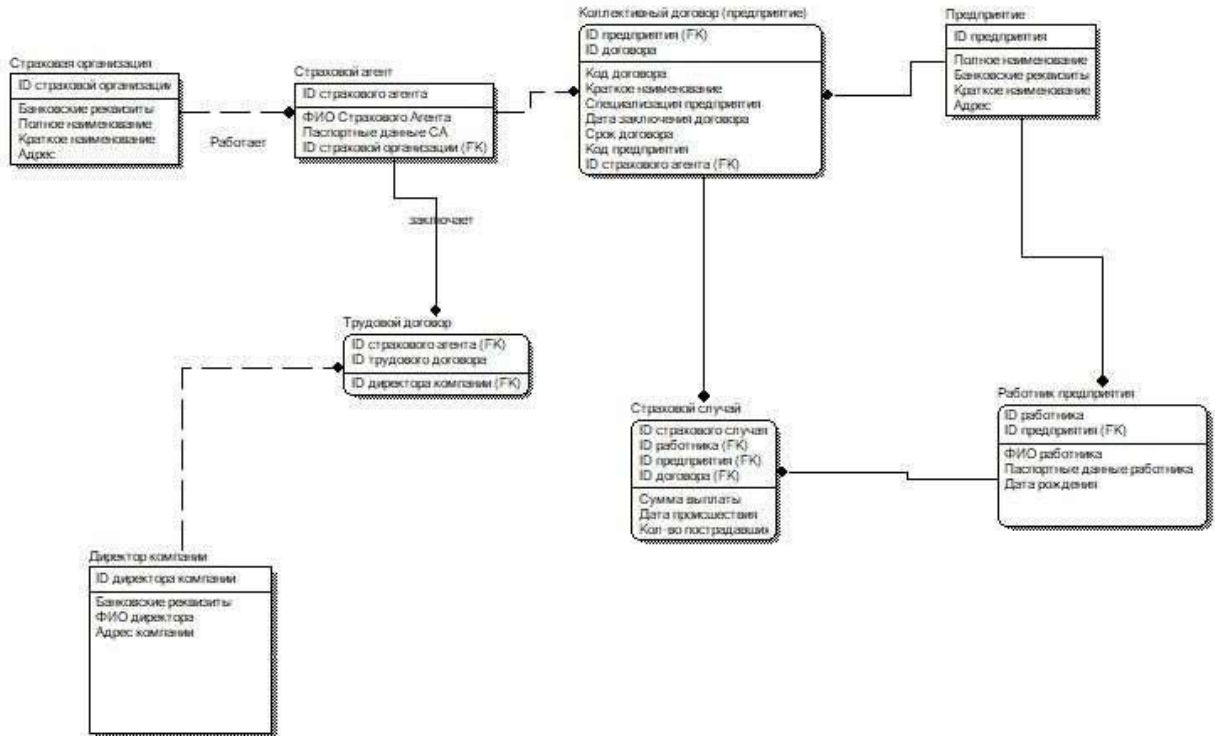 Страховая организация
ID страховой организаци
Банковские реквизиты
Полное наименование
Краткое наименование
Адрес
Работает
Страховой агент
ID страхового агента
ФИО Страхового Агента
Паспортные данные СА
ID страховой организации (FK)
заключает
Коллективный договор (предприятие)
ID предприятия (FK)
ID договора
Код договора
Краткое наименование
Специализация предприятия
Дата заключения договора
Срок договора
Код предприятия
ID страхового агента (FK)
Предприятие
ID предприятия
Полное наименование
Банковские реквизиты
Краткое наименование
Адрес
Трудовой договор
ID страхового агента (FK)
ID трудового договора
ID директора компании (FK)
Страховой случай
ID страхового случая
ID работника (FK)
ID предприятия (FK)
ID договора (FK)
Сумма выплаты
Дата происшествия
Кол-во пострадавших
Работник предприятия
ID работника
ID предприятия (FK)
ФИО работника
Паспортные данные работника
Дата рождения
Директор компании
ID директора компании
Банковские реквизиты
ФИО директора
Адрес компании